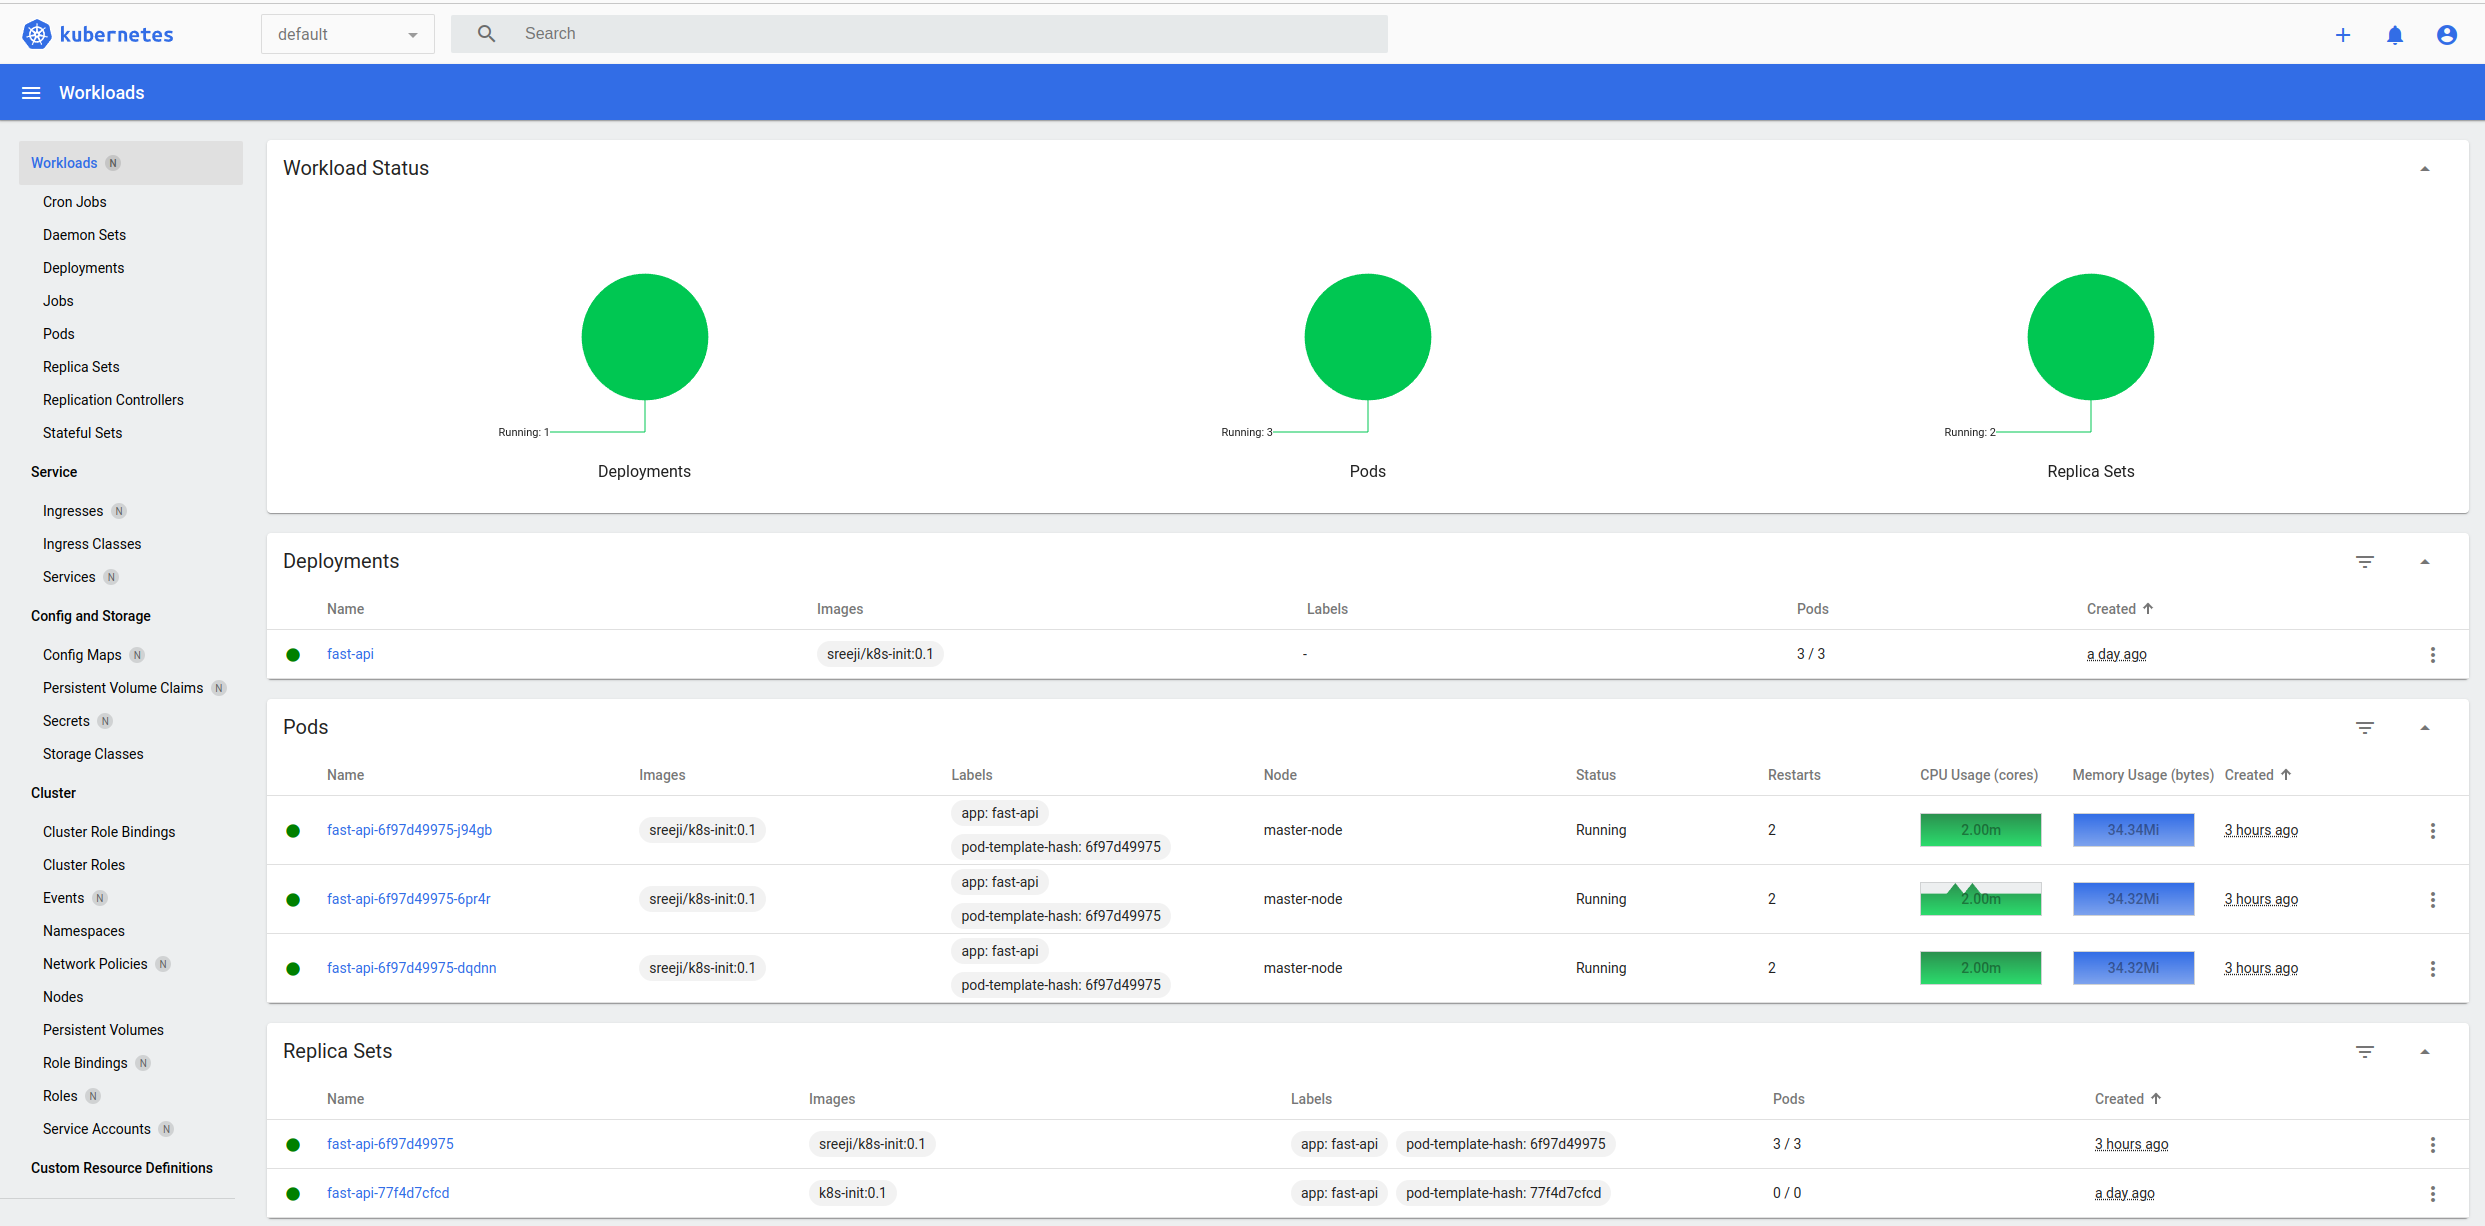 kubernetes
default
Search
Workloads
Workloads N
Cron Jobs
Daemon Sets
Deployments
Jobs
Pods
Replica Sets
Replication Controllers
Stateful Sets
Service
Ingresses N
Ingress Classes
Services N
Config and Storage
Config Maps N
Persistent Volume Claims N
Secrets N
Storage Classes
Cluster
Cluster Role Bindings
Cluster Roles
Events N
Namespaces
Network Policies N
Nodes
Persistent Volumes
Role Bindings N
Roles N
Service Accounts N
Custom Resource Definitions
Workload Status
Running: 1
Running: 3
Running: 2
Deployments
Pods
Replica Sets
Deployments
Name Images Labels Pods Created
fast-api sreeji/k8s-init:0.1 - 3 / 3 a day ago
Pods
Name Images Labels Node Status Restarts CPU Usage (cores) Memory Usage (bytes) Created
app: fast-api
fast-api-6f97d49975-j94gb sreeji/k8s-init:0.1 master-node Running 2 2.00m 34.34Mi 3 hours ago
pod-template-hash: 6f97d49975
app: fast-api
fast-api-6f97d49975-6pr4r sreeji/k8s-init:0.1 master-node Running 2 2.00m 34.32Mi 3 hours ago
pod-template-hash: 6f97d49975
app: fast-api
fast-api-6f97d49975-dqdnn sreeji/k8s-init:0.1 master-node Running 2 2.00m 34.32Mi 3 hours ago
pod-template-hash: 6f97d49975
Replica Sets
Name Images Labels Pods Created
fast-api-6f97d49975 sreeji/k8s-init:0.1 app: fast-api pod-template-hash: 6f97d49975 3 / 3 3 hours ago
fast-api-77f4d7cfcd k8s-init:0.1 app: fast-api pod-template-hash: 77f4d7cfcd 0 / 0 a day ago